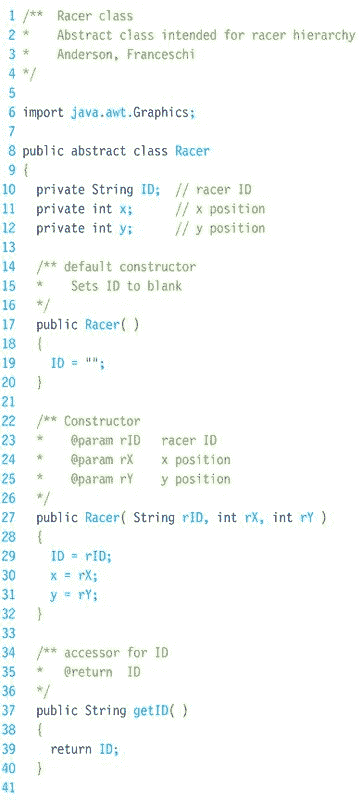 1 /**  Racer class
2 *    Abstract class intended for racer hierarchy
3 *    Anderson, Franceschi
4 */
5
6 import java.awt.Graphics;
7
8 public abstract class Racer
9 {
10   private String ID;  // racer ID
11   private int x;      // x position
12   private int y;      // y position
13
14   /** default constructor
15   *    Sets ID to blank
16   */
17   public Racer( )
18   {
19     ID = "";
20   }
21
22   /** Constructor
23   *    @param rID   racer ID
24   *    @param rX    x position
25   *    @param rY    y position
26   */
27   public Racer( String rID, int rX, int rY )
28   {
29     ID = rID;
30     x = rX;
31     y = rY;
32   }
33
34   /** accessor for ID
35   *   @return  ID
36   */
37   public String getID( )
38   {
39     return ID;
40   }
41